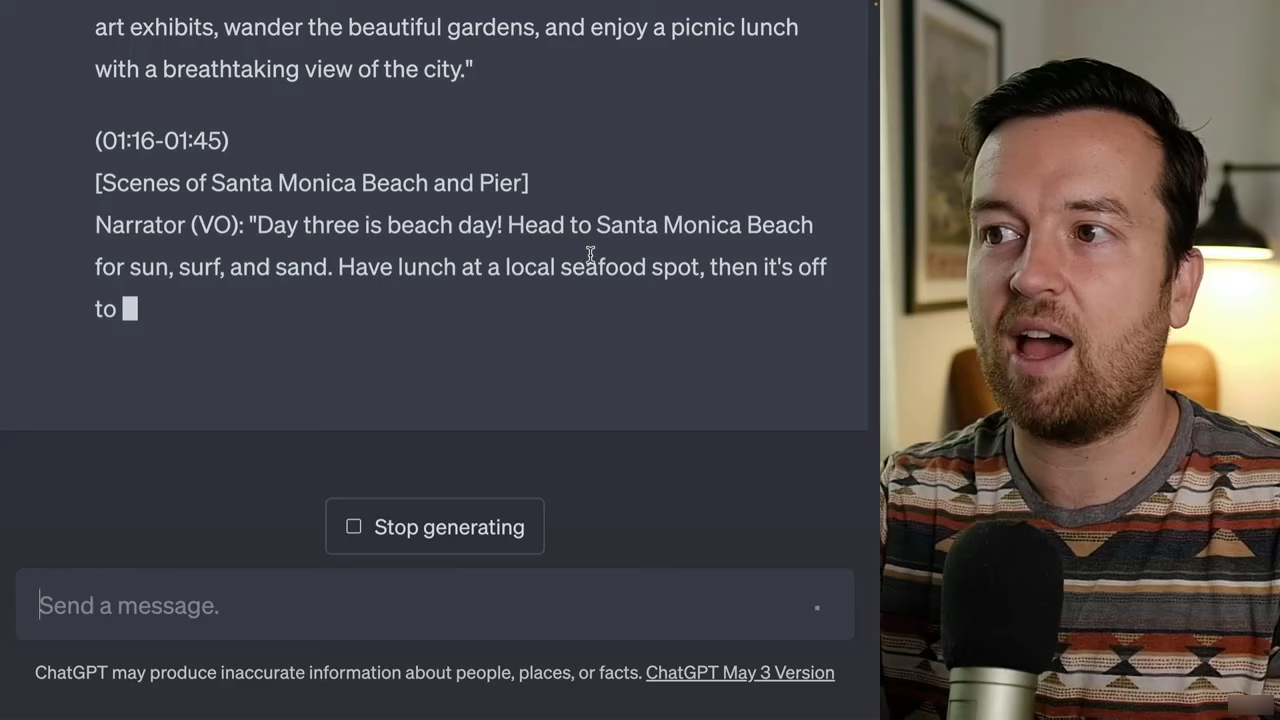 art exhibits, wander the beautiful gardens, and enjoy a picnic lunch
with a breathtaking view of the city."
(01:16-01:45)
[Scenes of Santa Monica Beach and Pier]
Narrator (VO): "Day three is beach day! Head to Santa Monica Beach
for sun, surf, and sand. Have lunch at a local seafood spot, then it's off
to
Stop generating
Send a message.
ChatGPT may produce inaccurate information about people, places, or facts. ChatGPT May 3 Version